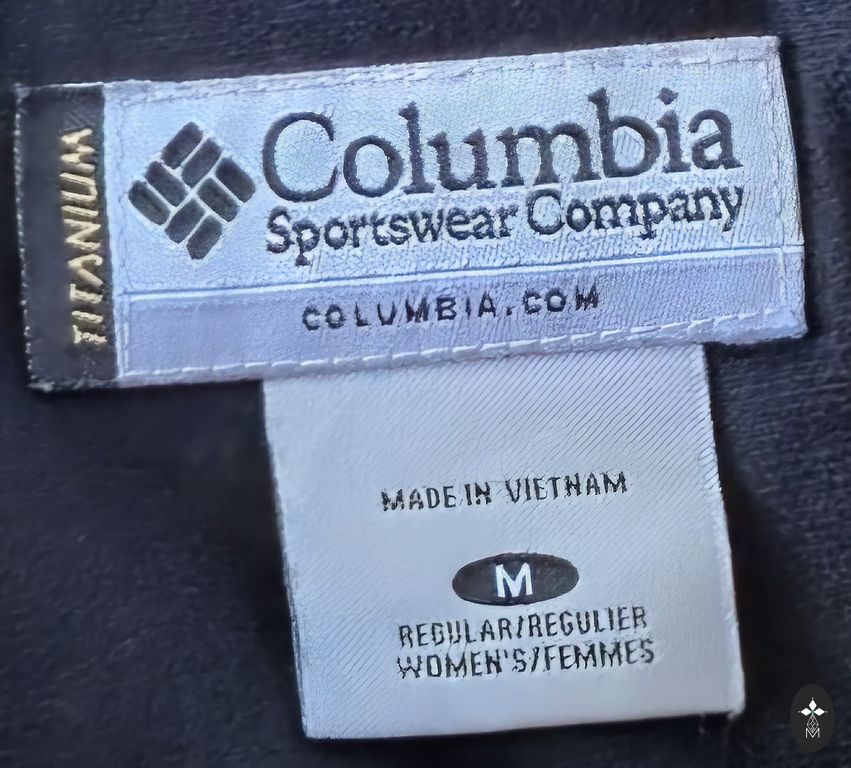 TITANIUM
Columbia
Sportswear Company
COLUMBIA.COM
MADE IN VIETNAM
M
REGULAR/REGULIER
WOMEN'S/FEMMES
M